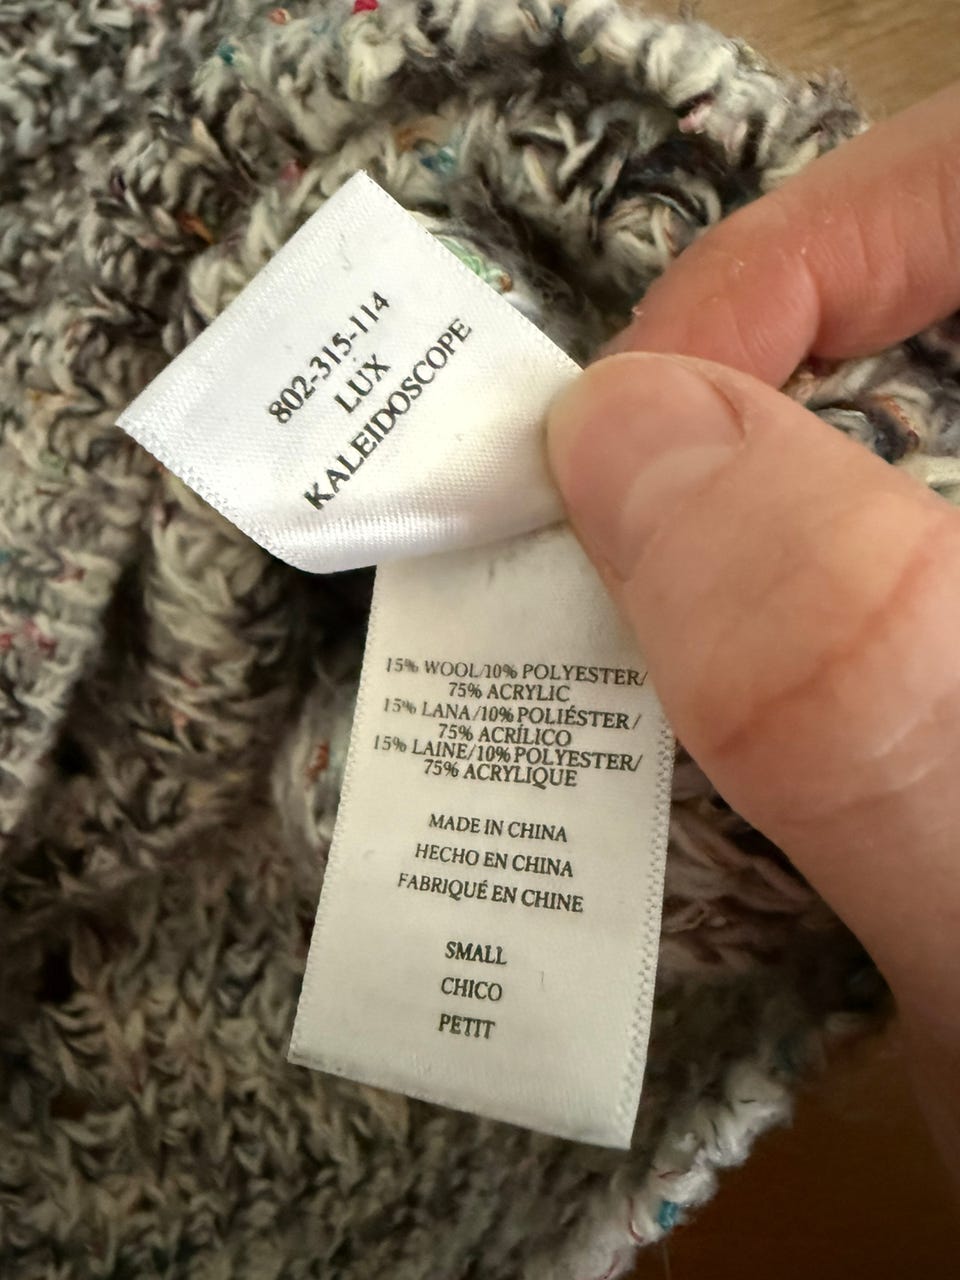 802-315-114
LUX
KALEIDOSCOPE
15% WOOL/10% POLYESTER/
75% ACRYLIC
15% LANA/10% POLIÉSTER/
75% ACRÍLICO
15% LAINE/10% POLYESTER/
75% ACRYLIQUE
MADE IN CHINA
HECHO EN CHINA
FABRIQUÉ EN CHINE
SMALL
CHICO
PETIT